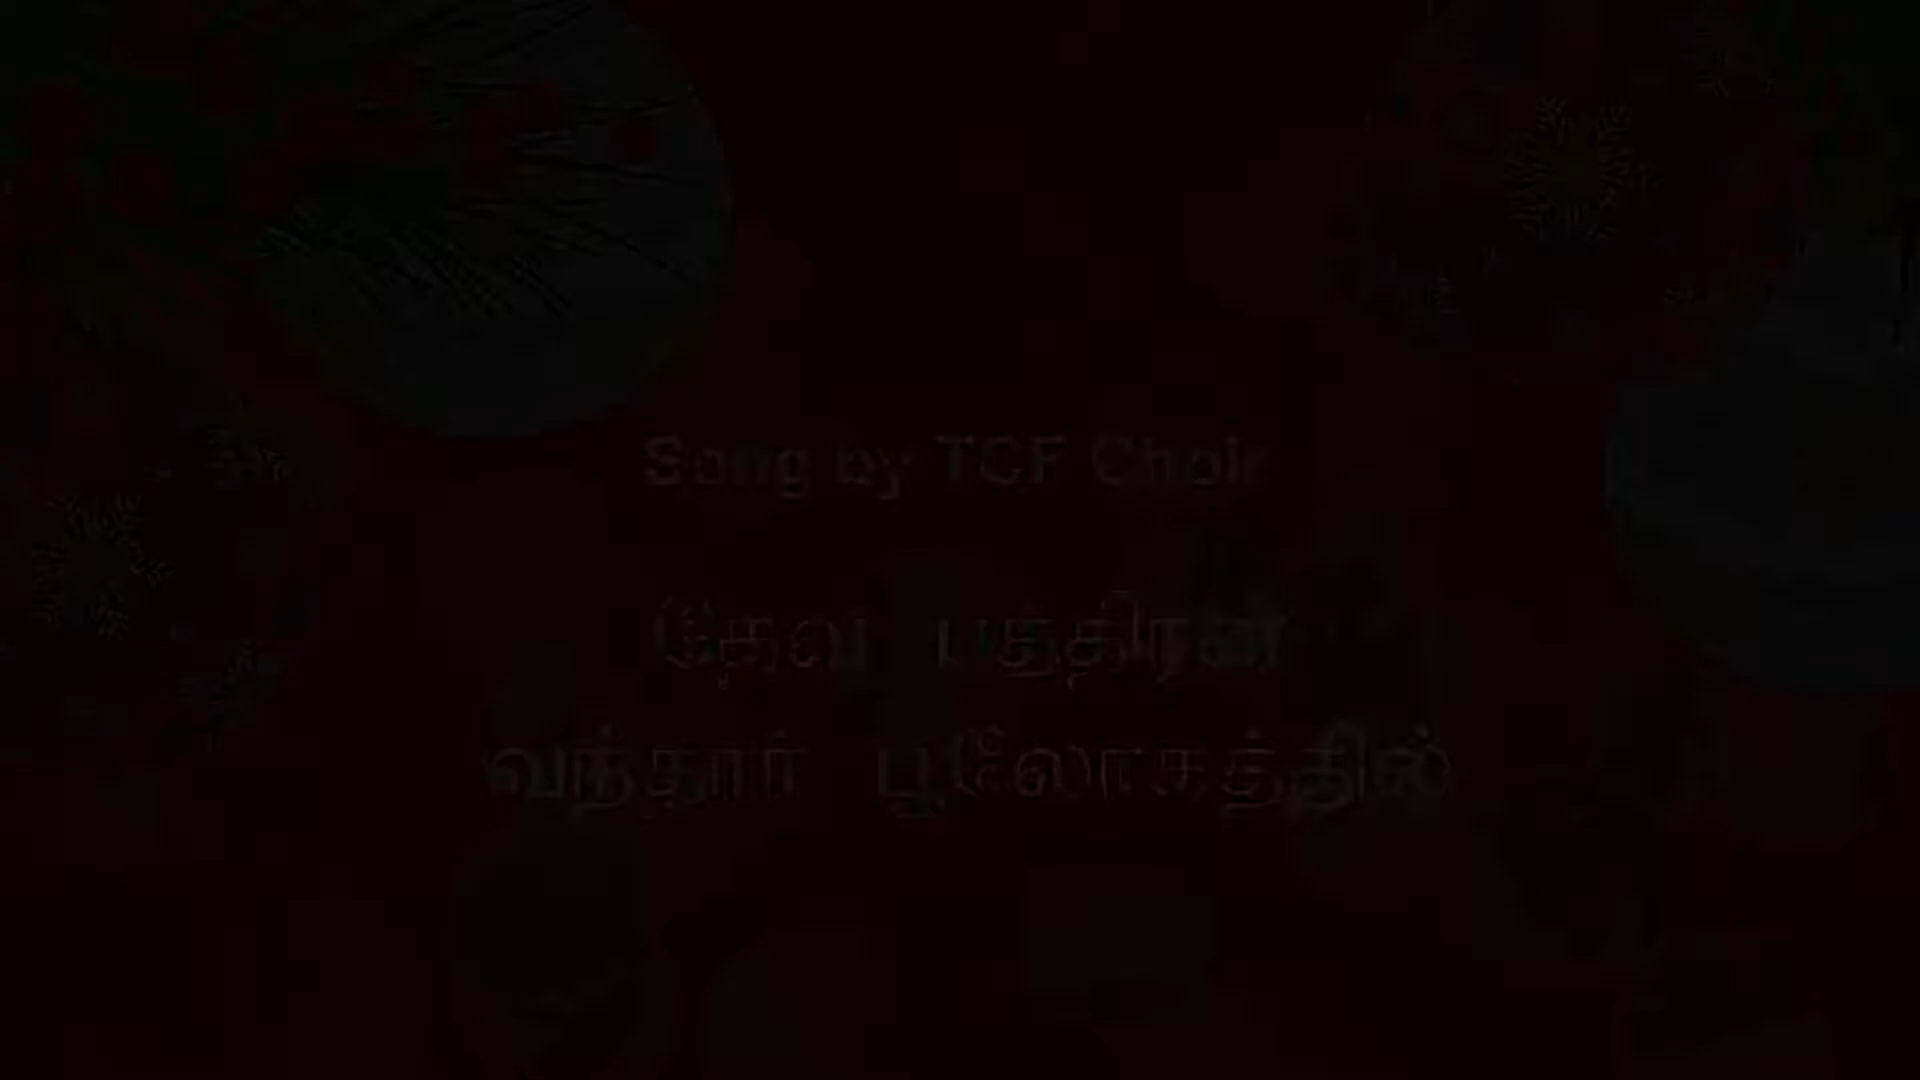 Song by TCF Choir
தேவ புத்திரன்
வந்தார் பூலோகத்தில்